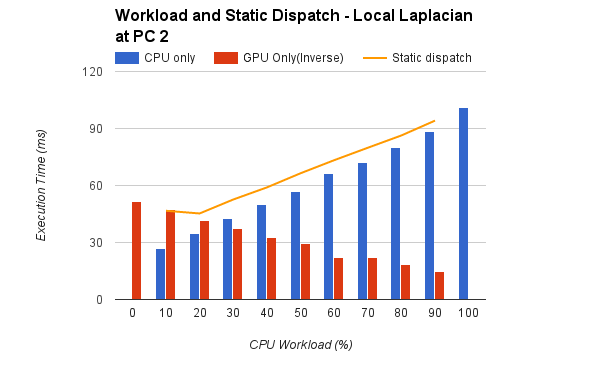 Workload and Static Dispatch - Local Laplacian
at PC 2
CPU only GPU Only(Inverse) Static dispatch
120
90
60
30
0
Execution Time (ms)
0 10 20 30 40 50 60 70 80 90 100
CPU Workload (%)